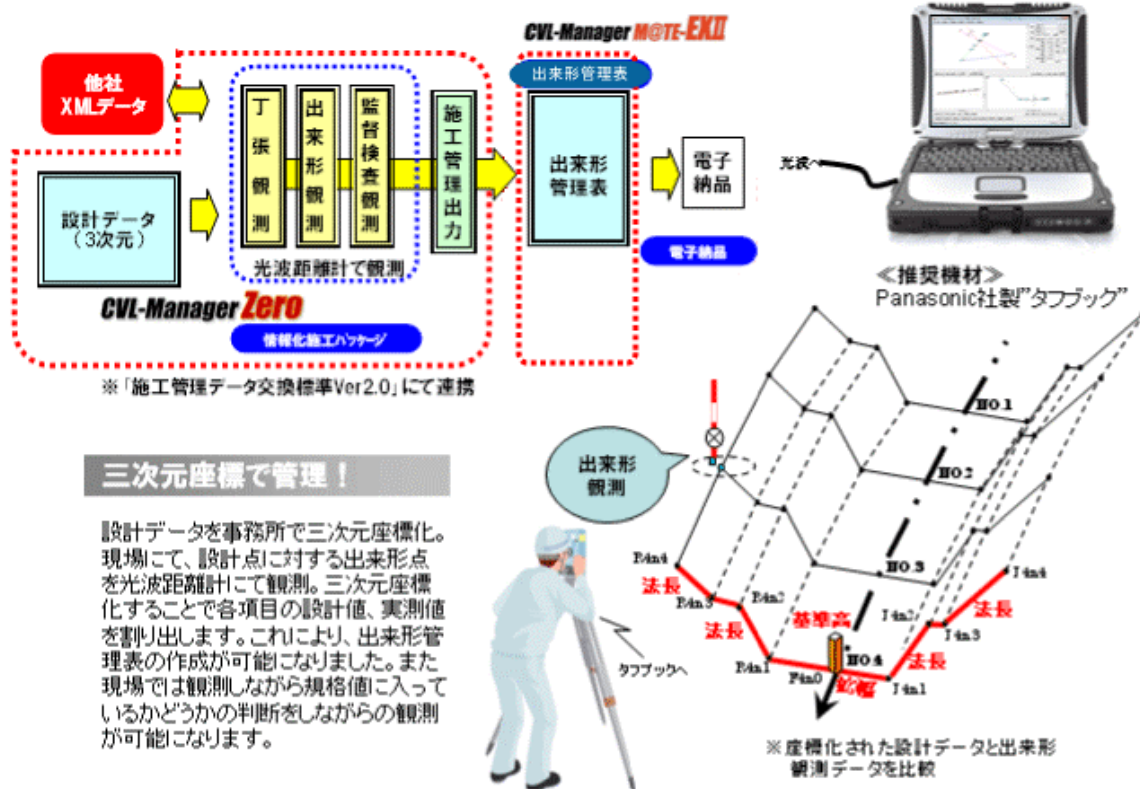 CVL-Manager M@TE-EXⅡ
他社
XMLデータ
設計データ
（3次元）
丁張観測
出来形観測
監督検査観測
光波距離計で観測
施工管理出力
出来形管理表
出来形
管理表
電子
納品
電子納品
CVL-Manager Zero
情報化施工パッケージ
※「施工管理データ交換標準Ver2.0」にて連携
光波へ
≪推奨機材≫
Panasonic社製”タフブック”
三次元座標で管理！
設計データを事務所で三次元座標化。
現場にて、設計点に対する出来形点
を光波距離計にて観測。三次元座標
化することで各項目の設計値、実測値
を割り出します。これにより、出来形管
理表の作成が可能になりました。また
現場では観測しながら規格値に入って
いるかどうかの判断をしながらの観測
が可能になります。
出来形
観測
タフブックへ
NO.1
NO.2
NO.3
NO.4
R4n4
法長
R4n3
R4n2
法長
R4n1
基準高
F4n0
J4n1
法長
J4n2
J4n3
法長
J4n4
※座標化された設計データと出来形
観測データを比較